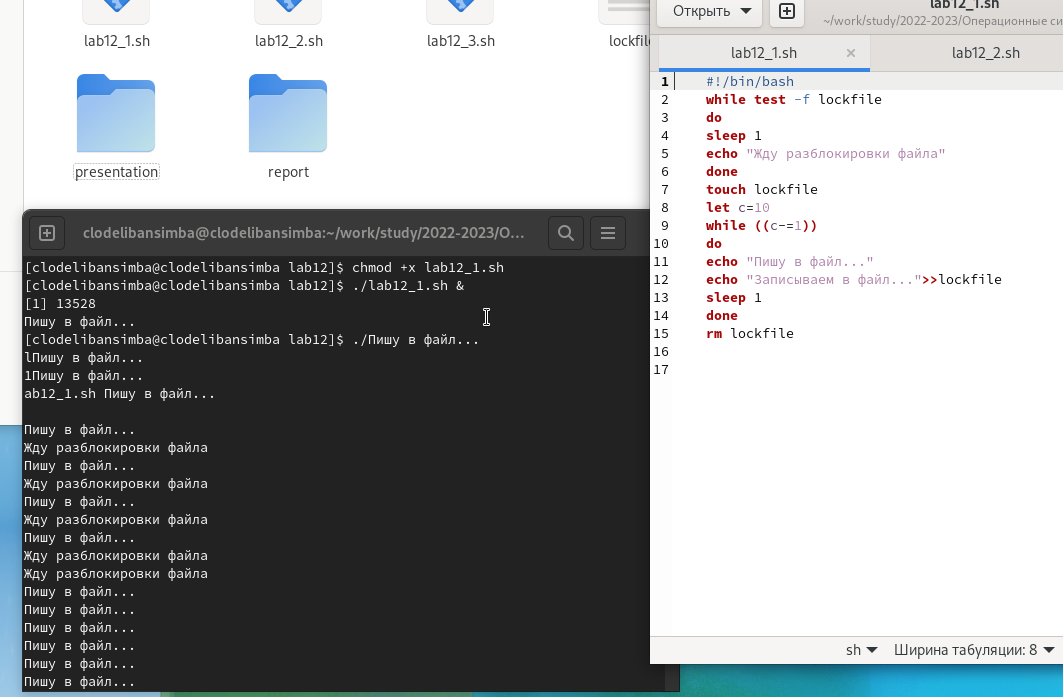 lab12_1.sh
lab12_2.sh
lab12_3.sh
lockfil
presentation
report
clodelibansimba@clodelibansimba:~/work/study/2022-2023/O...
[clodelibansimba@clodelibansimba lab12]$ chmod +x lab12_1.sh
[clodelibansimba@clodelibansimba lab12]$ ./lab12_1.sh &
[1] 13528
Пишу в файл...
[clodelibansimba@clodelibansimba lab12]$ ./Пишу в файл...
lПишу в файл...
1Пишу в файл...
ab12_1.sh Пишу в файл...
Пишу в файл...
Жду разблокировки файла
Пишу в файл...
Жду разблокировки файла
Пишу в файл...
Жду разблокировки файла
Пишу в файл...
Жду разблокировки файла
Жду разблокировки файла
Пишу в файл...
Пишу в файл...
Пишу в файл...
Пишу в файл...
Пишу в файл...
Пишу в файл...
Открыть
lab12_1.sh
~/work/study/2022-2023/Операционные си
lab12_1.sh
lab12_2.sh
1 #!/bin/bash
2 while test -f lockfile
3 do
4 sleep 1
5 echo "Жду разблокировки файла"
6 done
7 touch lockfile
8 let c=10
9 while ((c-=1))
10 do
11 echo "Пишу в файл..."
12 echo "Записываем в файл...">>lockfile
13 sleep 1
14 done
15 rm lockfile
16
17
sh
Ширина табуляции: 8